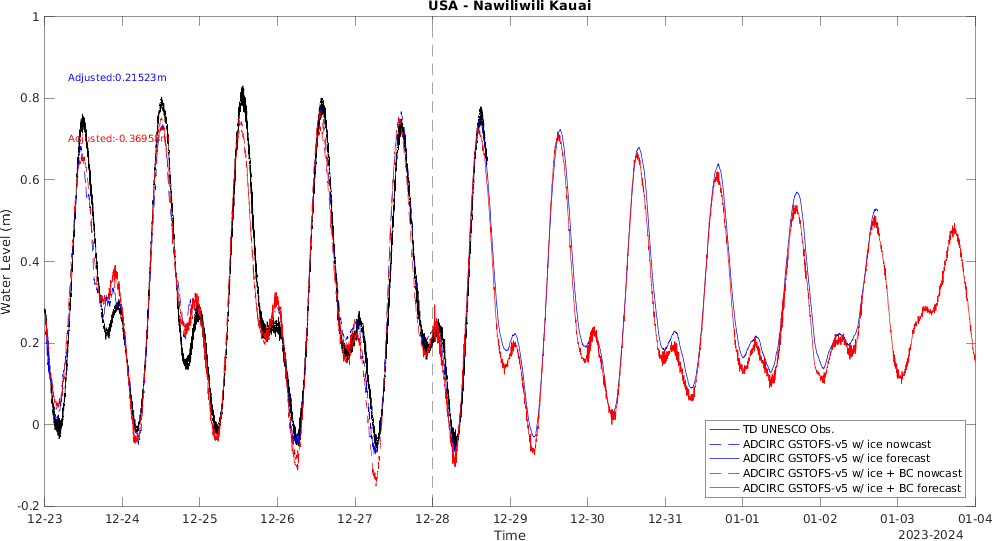 USA - Nawiliwili Kauai
1
0.8
0.6
0.4
0.2
0
-0.2
Water Level (m)
Adjusted:0.21523m
Adjusted:-0.36958m
TD UNESCO Obs.
ADCIRC GSTOFS-v5 w/ ice nowcast
ADCIRC GSTOFS-v5 w/ ice forecast
ADCIRC GSTOFS-v5 w/ ice + BC nowcast
ADCIRC GSTOFS-v5 w/ ice + BC forecast
12-23 12-24 12-25 12-26 12-27 12-28 12-29 12-30 12-31 01-01 01-02 01-03 01-04
Time
2023-2024